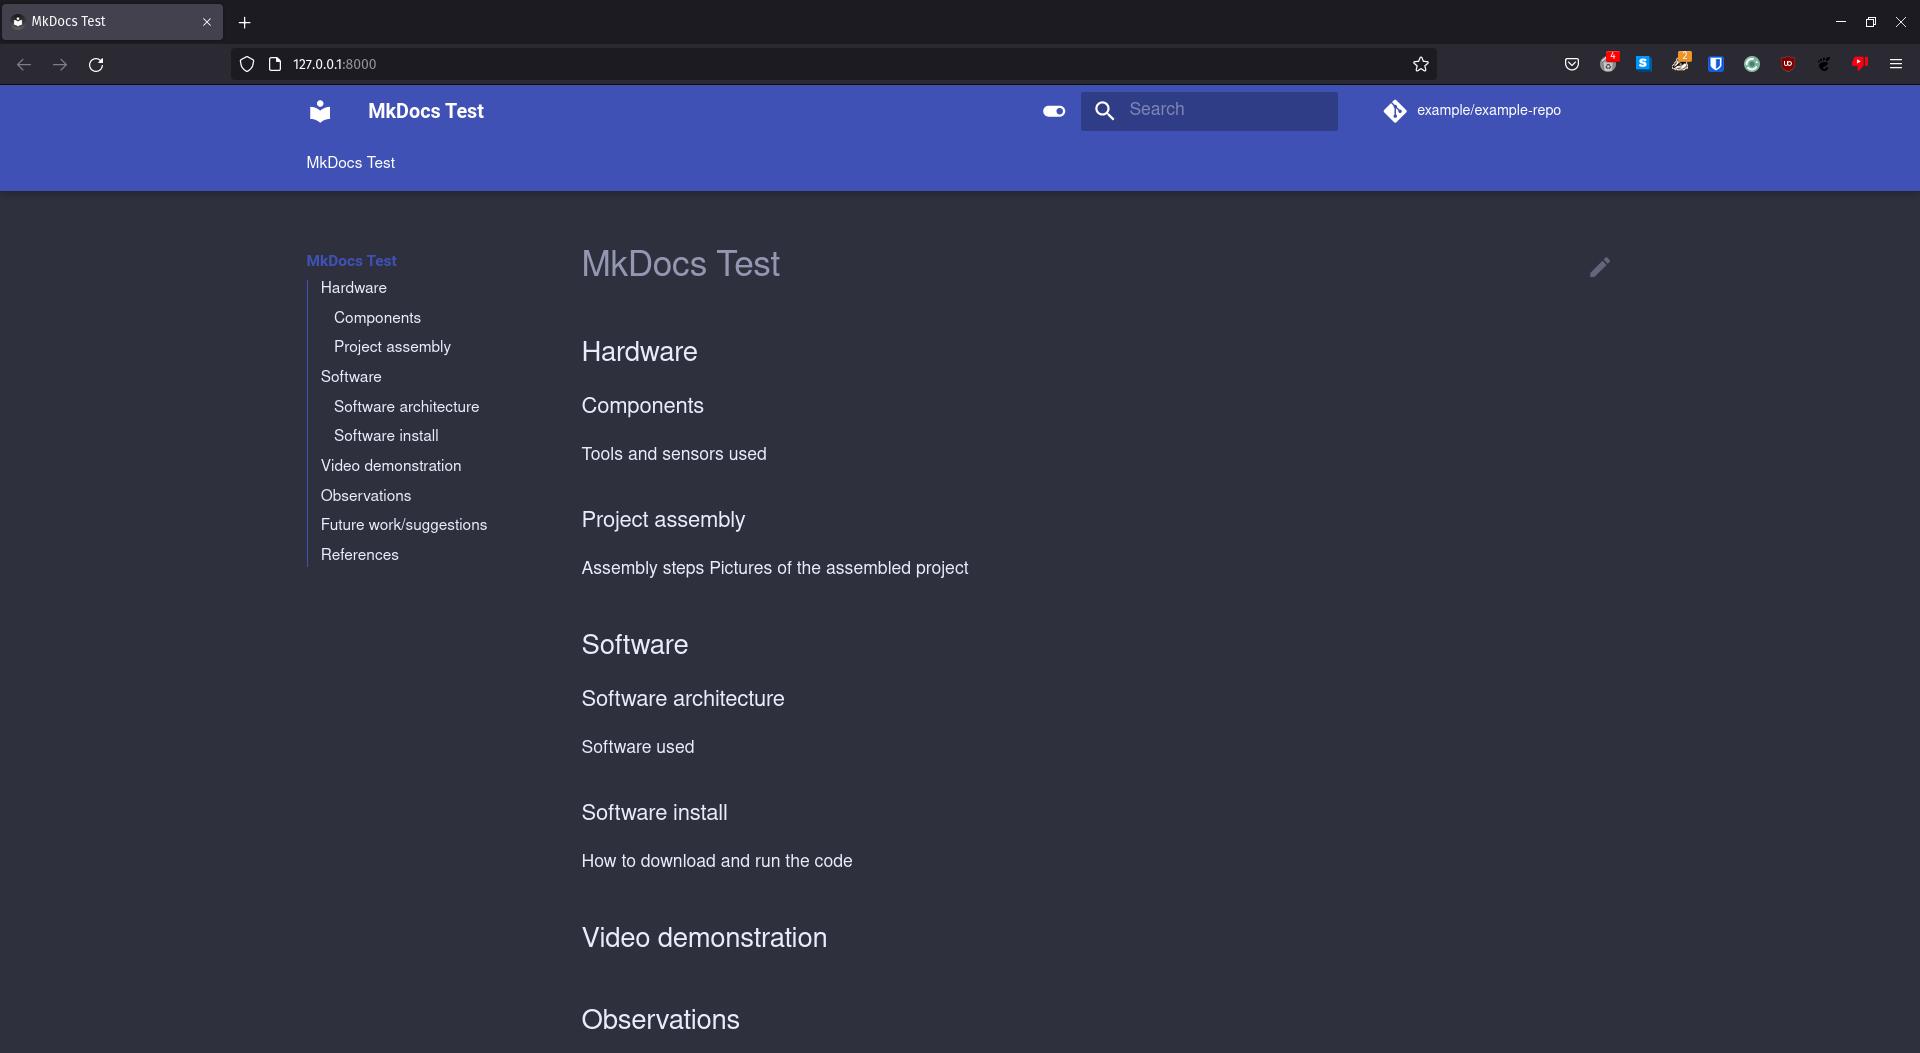 MkDocs Test
127.0.0.1:8000
4
2
MkDocs Test
Search
example/example-repo
MkDocs Test
MkDocs Test
Hardware
Components
Project assembly
Software
Software architecture
Software install
Video demonstration
Observations
Future work/suggestions
References
MkDocs Test
Hardware
Components
Tools and sensors used
Project assembly
Assembly steps Pictures of the assembled project
Software
Software architecture
Software used
Software install
How to download and run the code
Video demonstration
Observations